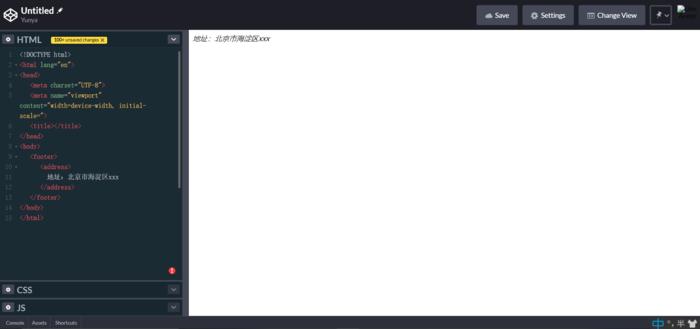 Untitled
Yunya
Save
Settings
Change View
HTML
100+ unsaved changes X
1 <!DOCTYPE html>
2 <html lang="en">
3 <head>
4 <meta charset="UTF-8">
5 <meta name="viewport"
content="width=device-width, initial-
scale=">
6 <title></title>
7 </head>
8 <body>
9 <footer>
10 <address>
11 地址：北京市海淀区xxx
12 </address>
13 </footer>
14 </body>
15 </html>
地址：北京市海淀区xxx
CSS
JS
Console
Assets
Shortcuts
中 °, 半